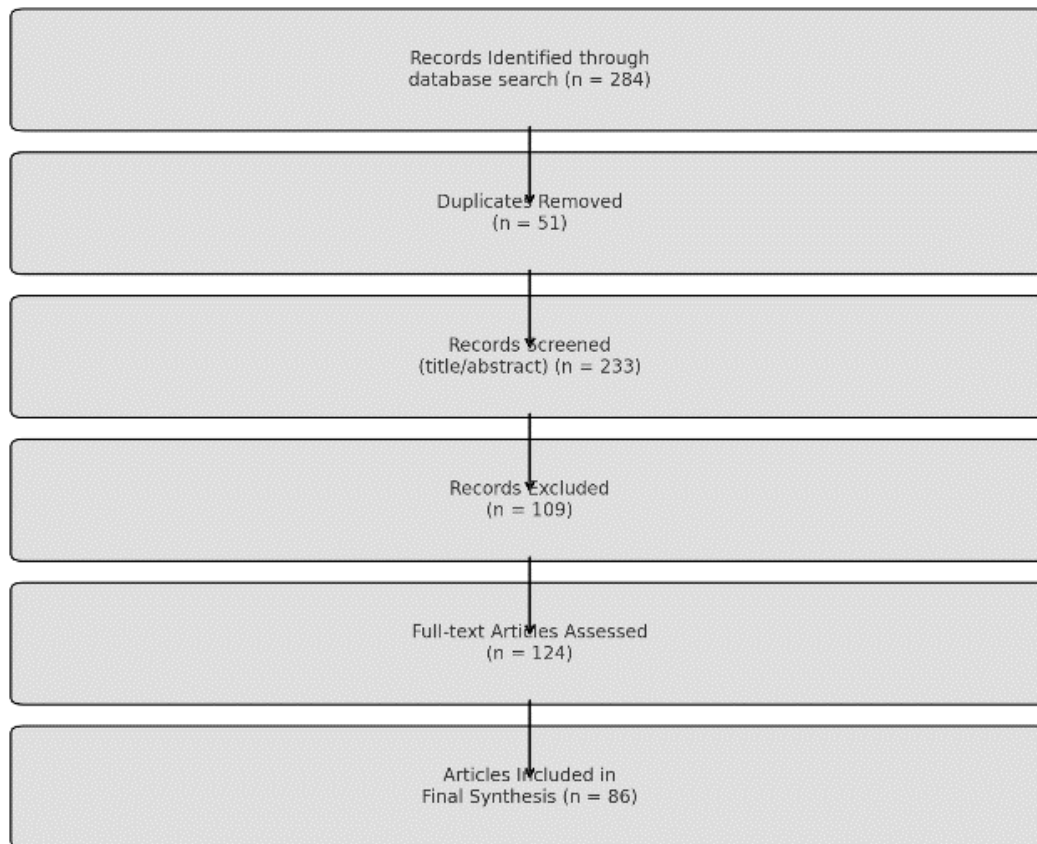 Records Identified through
database search (n = 284)
Duplicates Removed
(n = 51)
Records Screened
(title/abstract) (n = 233)
Records Excluded
(n = 109)
Full-text Articles Assessed
(n = 124)
Articles Included in
Final Synthesis (n = 86)